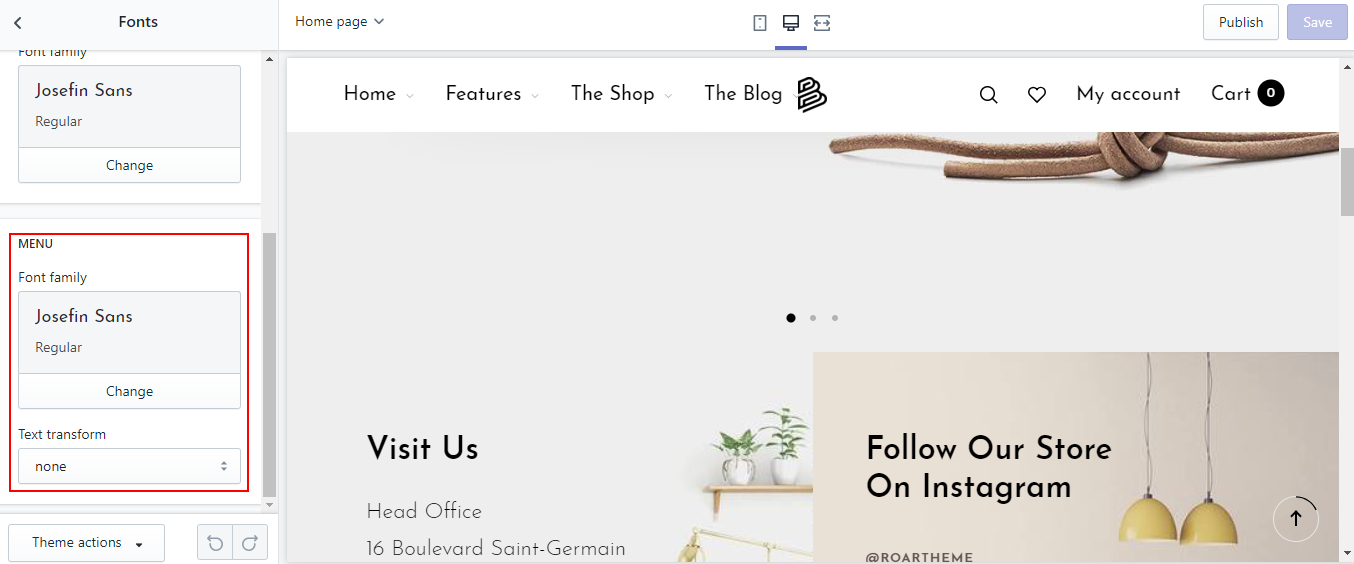 Fonts
Home page
Publish
Save
Font family
Josefin Sans
Regular
Change
MENU
Font family
Josefin Sans
Regular
Change
Text transform
none
Theme actions
Home
Features
The Shop
The Blog
My account
Cart 0
Visit Us
Head Office
16 Boulevard Saint-Germain
Follow Our Store
On Instagram
@ROARTHEME